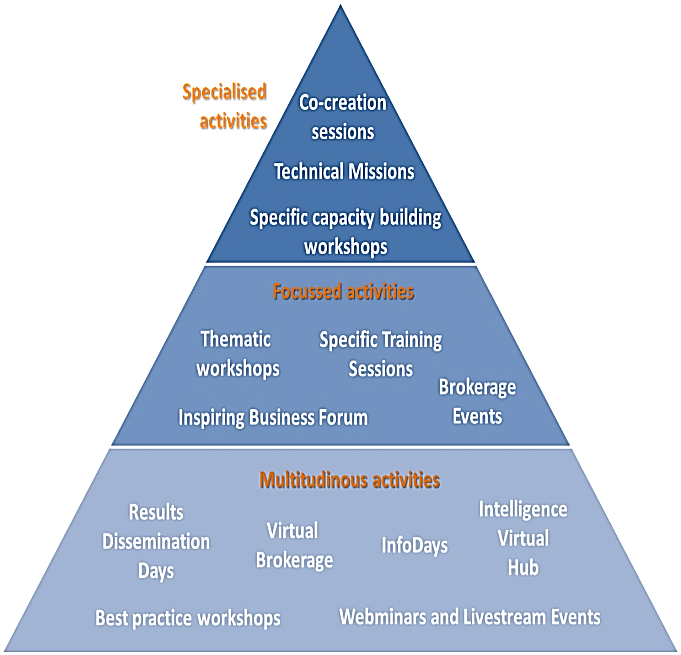 Specialised
activities
Co-creation
sessions
Technical Missions
Specific capacity building
workshops
Focussed activities
Thematic
workshops
Specific Training
Sessions
Brokerage
Events
Inspiring Business Forum
Multitudinous activities
Results
Dissemination
Days
Virtual
Brokerage
InfoDays
Intelligence
Virtual
Hub
Best practice workshops
Webminars and Livestream Events